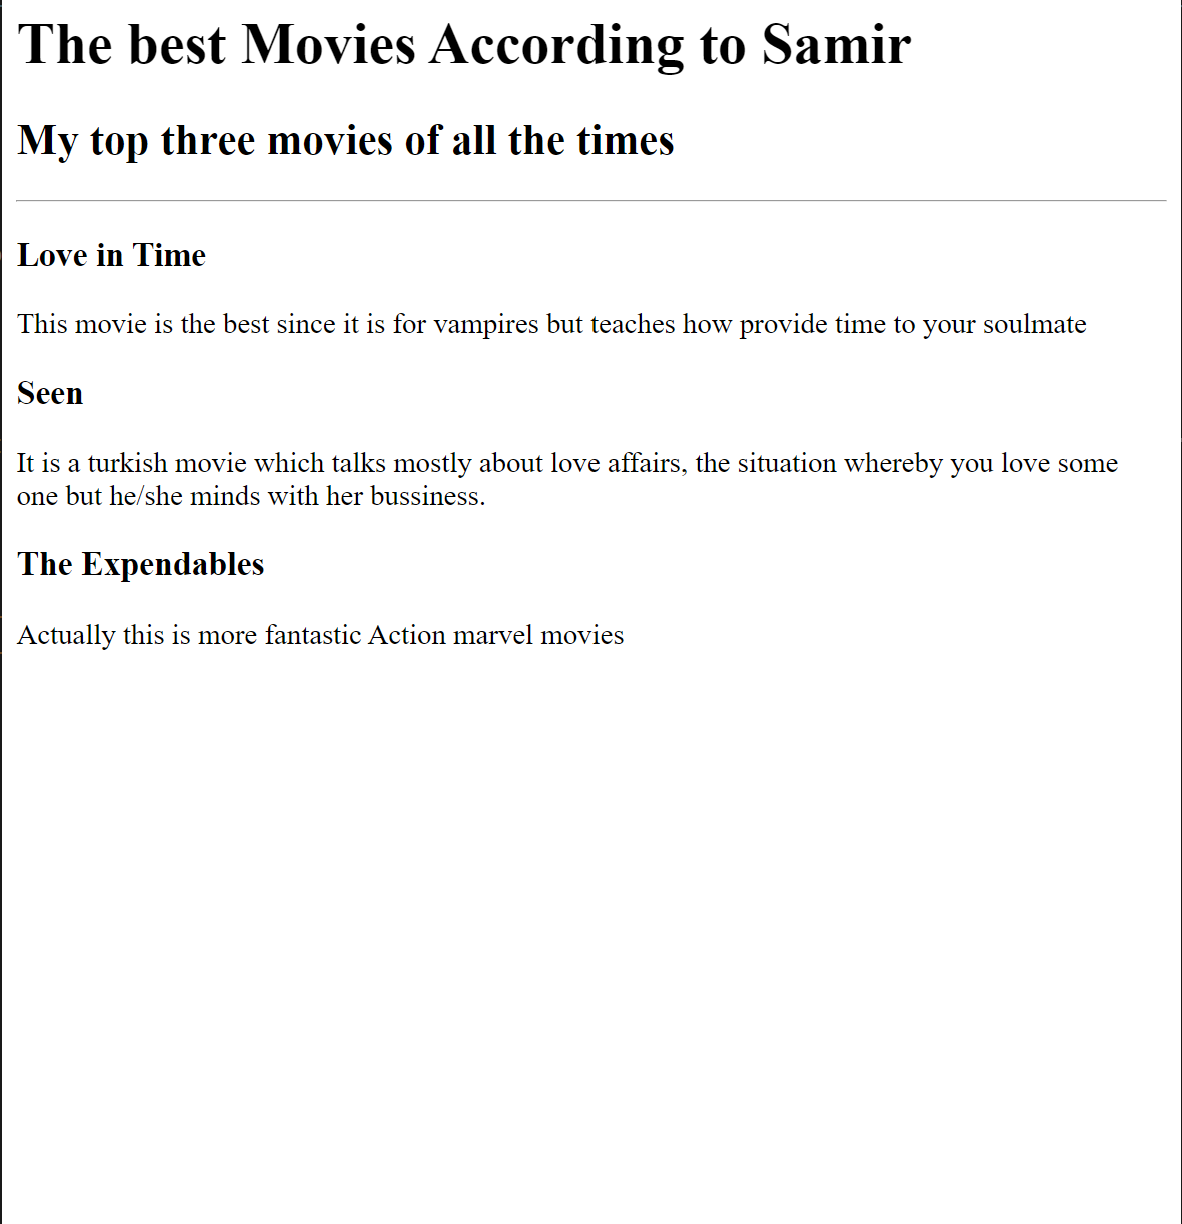 The best Movies According to Samir
My top three movies of all the times
Love in Time
This movie is the best since it is for vampires but teaches how provide time to your soulmate
Seen
It is a turkish movie which talks mostly about love affairs, the situation whereby you love some
one but he/she minds with her bussiness.
The Expendables
Actually this is more fantastic Action marvel movies